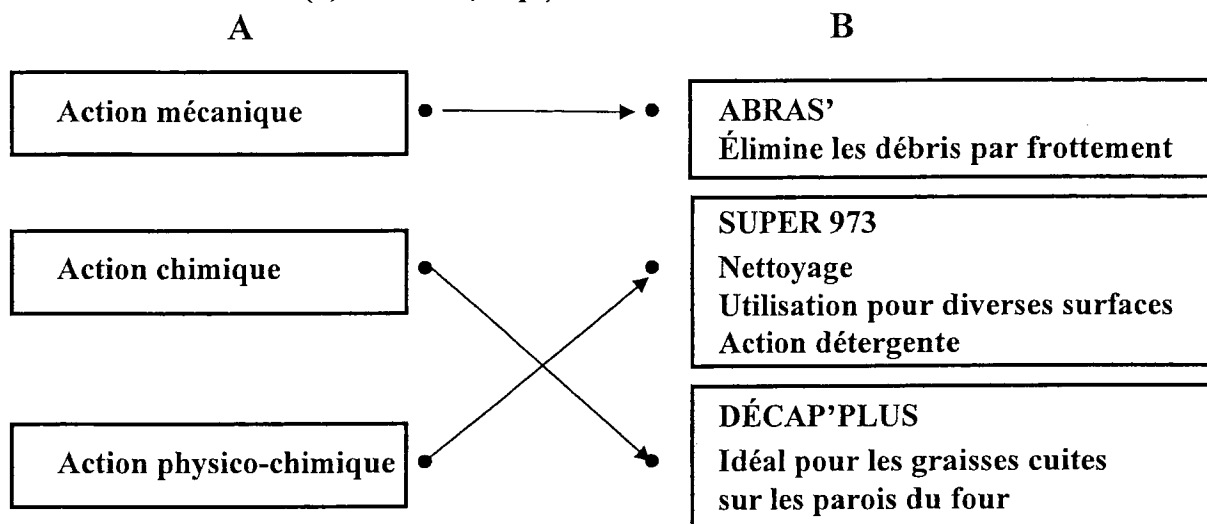 A
B
Action mécanique
ABRAS’
Élimine les débris par frottement
Action chimique
SUPER 973
Nettoyage
Utilisation pour diverses surfaces
Action détergente
Action physico-chimique
DÉCAP’PLUS
Idéal pour les graisses cuites
sur les parois du four